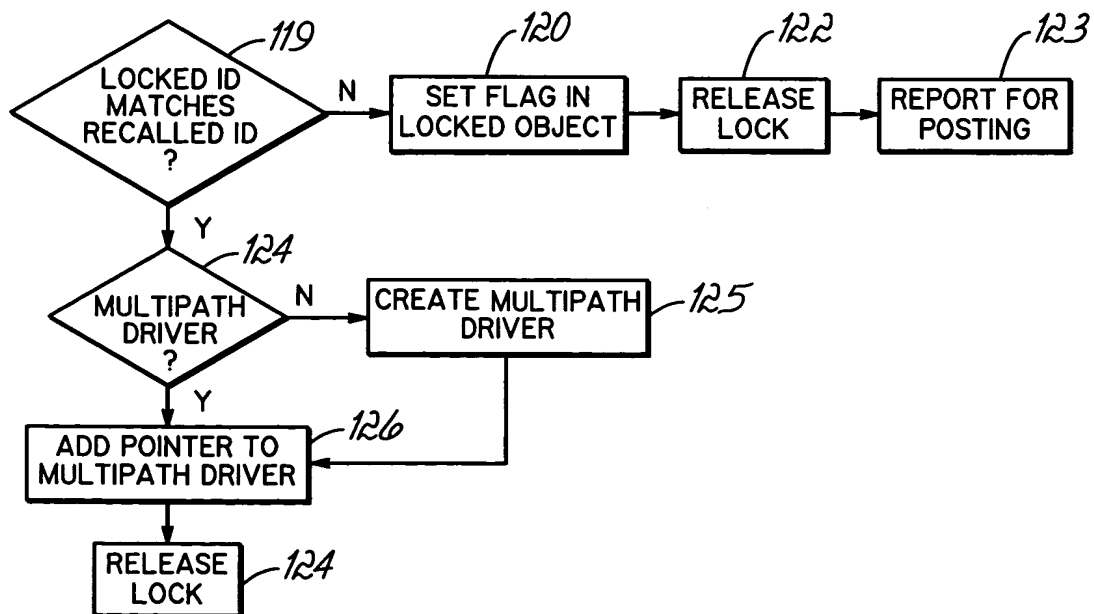 119
LOCKED ID
MATCHES
RECALLED ID
?
N
120
SET FLAG IN
LOCKED OBJECT
122
RELEASE
LOCK
123
REPORT FOR
POSTING
Y
124
MULTIPATH
DRIVER
?
N
CREATE MULTIPATH
DRIVER
125
Y
ADD POINTER TO
MULTIPATH DRIVER
126
RELEASE
LOCK
124